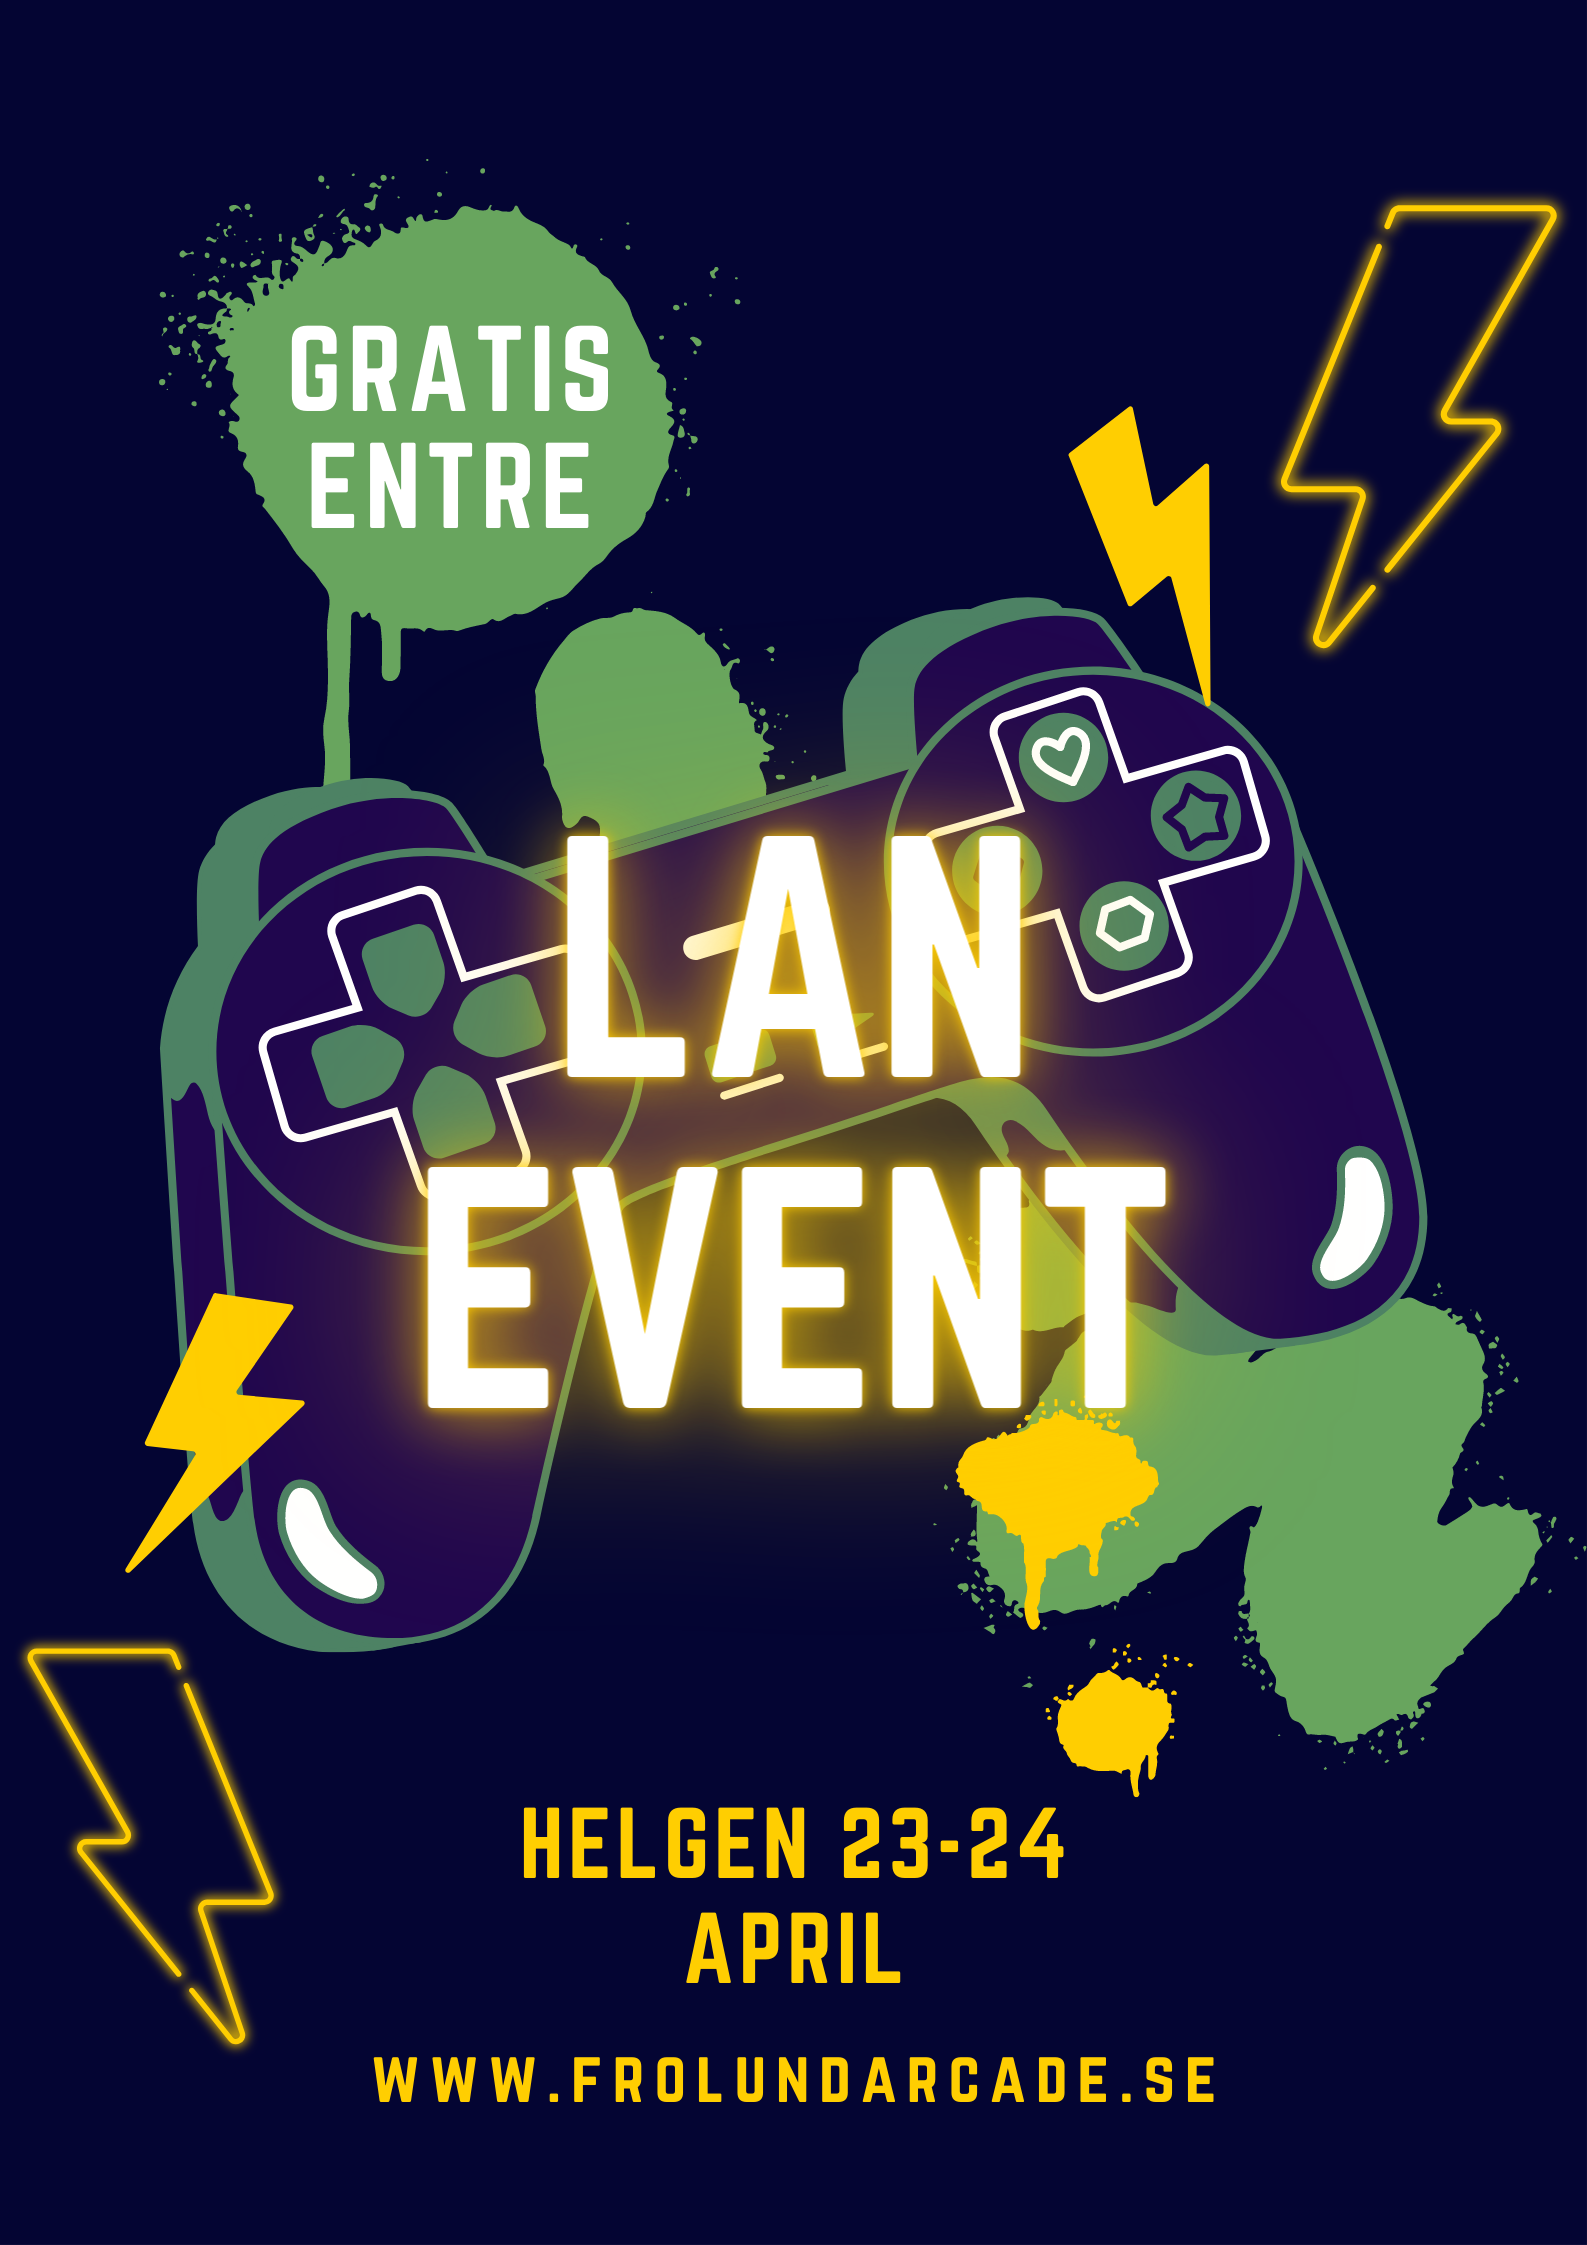 GRATIS
ENTRE
LAN
EVENT
HELGEN 23-24
APRIL
WWW.FROLUNDARCADE.SE